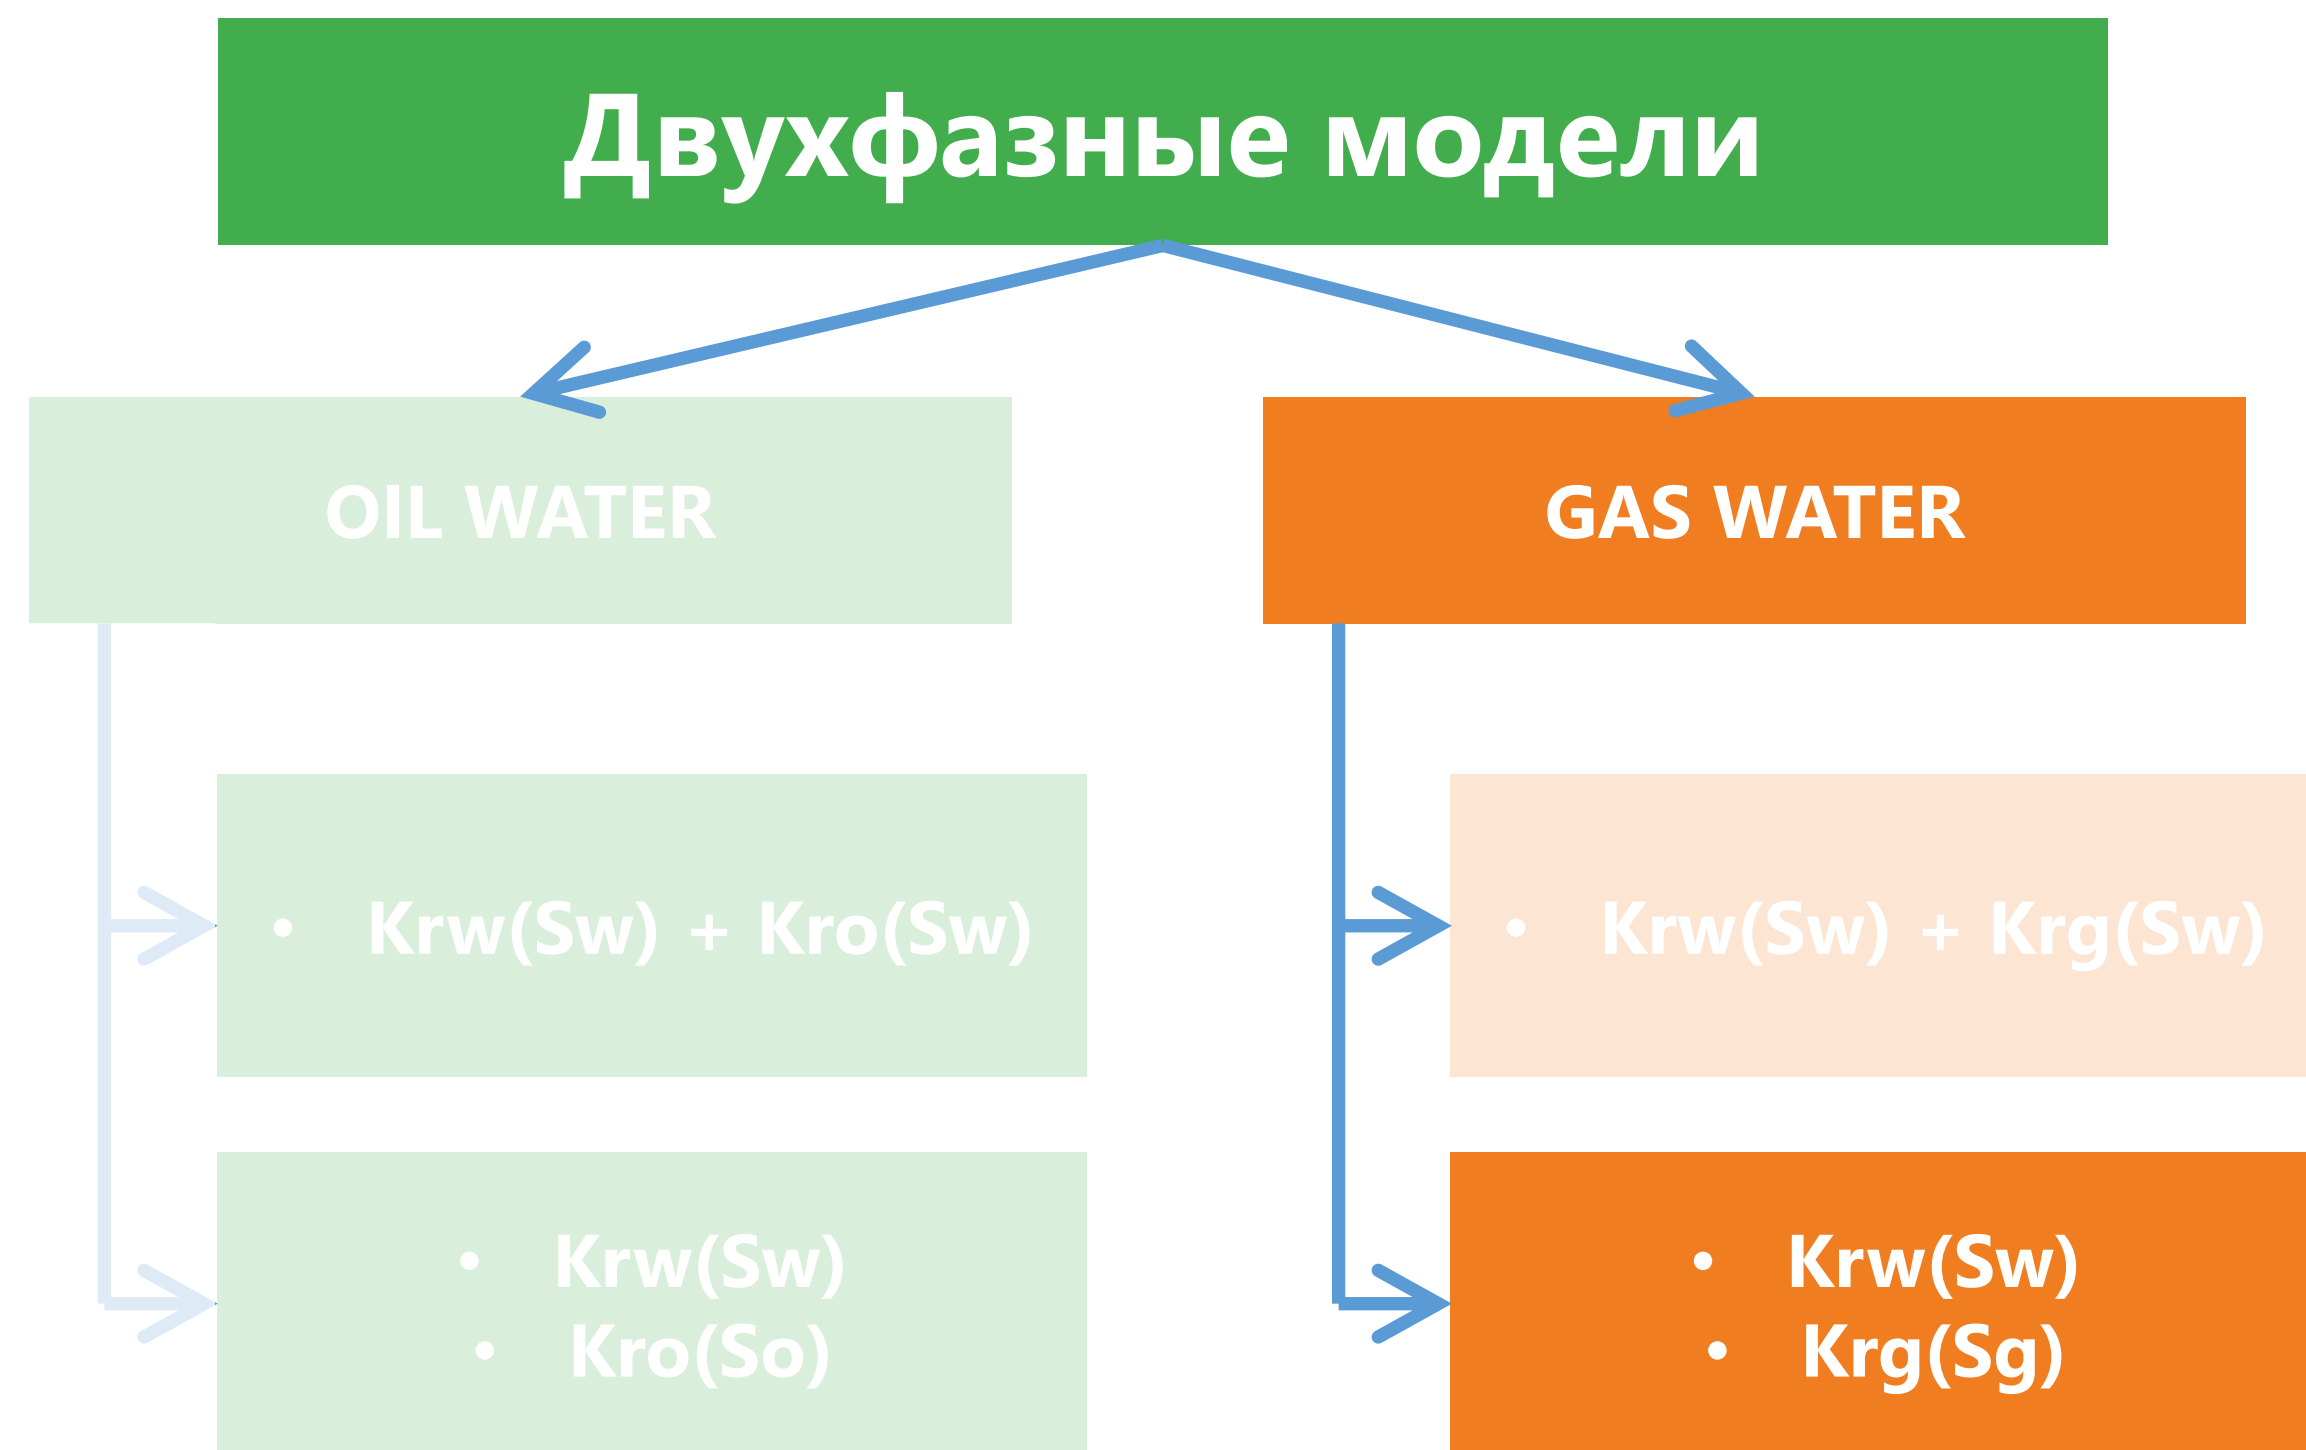 Двухфазные модели
OIL WATER
GAS WATER
• Krw(Sw) + Kro(Sw)
• Krw(Sw) + Krg(Sw)
• Krw(Sw)
• Kro(So)
• Krw(Sw)
• Krg(Sg)